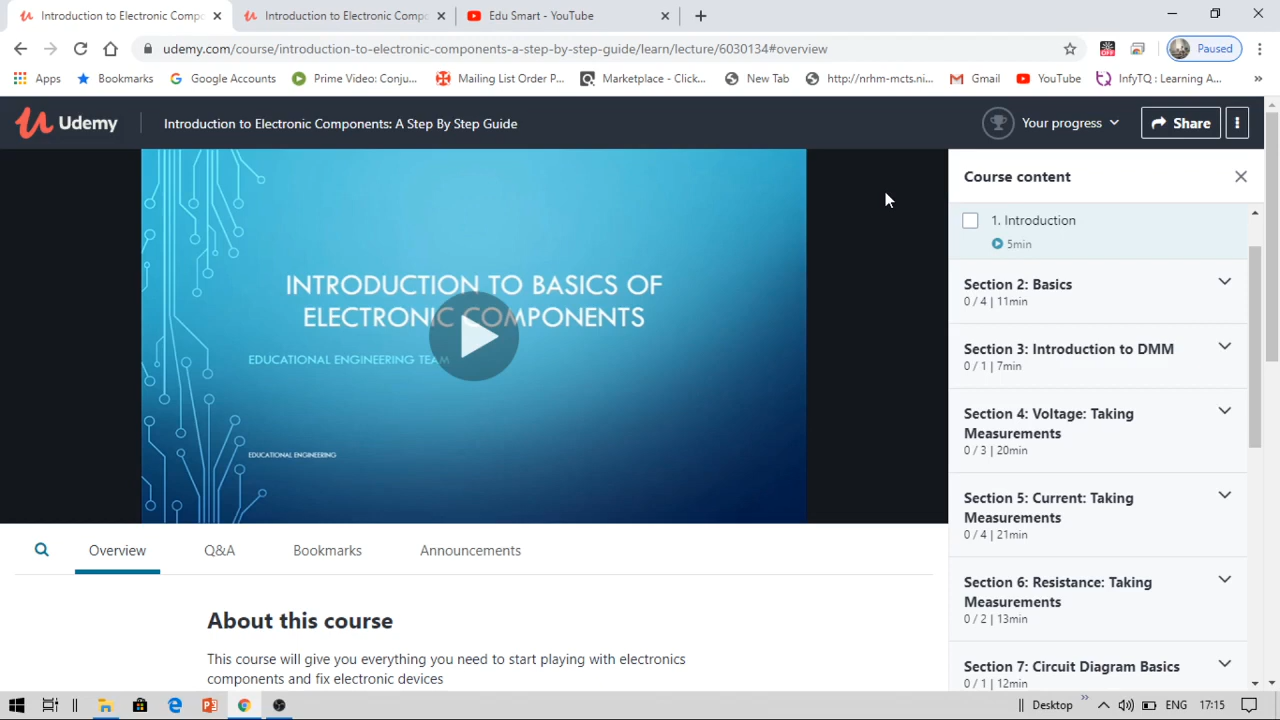 Introduction to Electronic Compo
Introduction to Electronic Compo
Edu Smart - YouTube
udemy.com/course/introduction-to-electronic-components-a-step-by-step-guide/learn/lecture/6030134#overview
OFF
Paused
Apps
Bookmarks
Google Accounts
Prime Video: Conju...
Mailing List Order P...
Marketplace - Click...
New Tab
http://nrhm-mcts.ni...
Gmail
YouTube
InfyTQ : Learning A...
»
Udemy
Introduction to Electronic Components: A Step By Step Guide
Your progress
Share
INTRODUCTION TO BASICS OF
ELECTRONIC COMPONENTS
EDUCATIONAL ENGINEERING TEAM
EDUCATIONAL ENGINEERING
Course content
1. Introduction
5min
Section 2: Basics
0 / 4 | 11min
Section 3: Introduction to DMM
0 / 1 | 7min
Section 4: Voltage: Taking
Measurements
0 / 3 | 20min
Section 5: Current: Taking
Measurements
0 / 4 | 21min
Section 6: Resistance: Taking
Measurements
0 / 2 | 13min
Section 7: Circuit Diagram Basics
0 / 1 | 12min
Overview
Q&A
Bookmarks
Announcements
About this course
This course will give you everything you need to start playing with electronics
components and fix electronic devices
Desktop
»
ENG
17:15